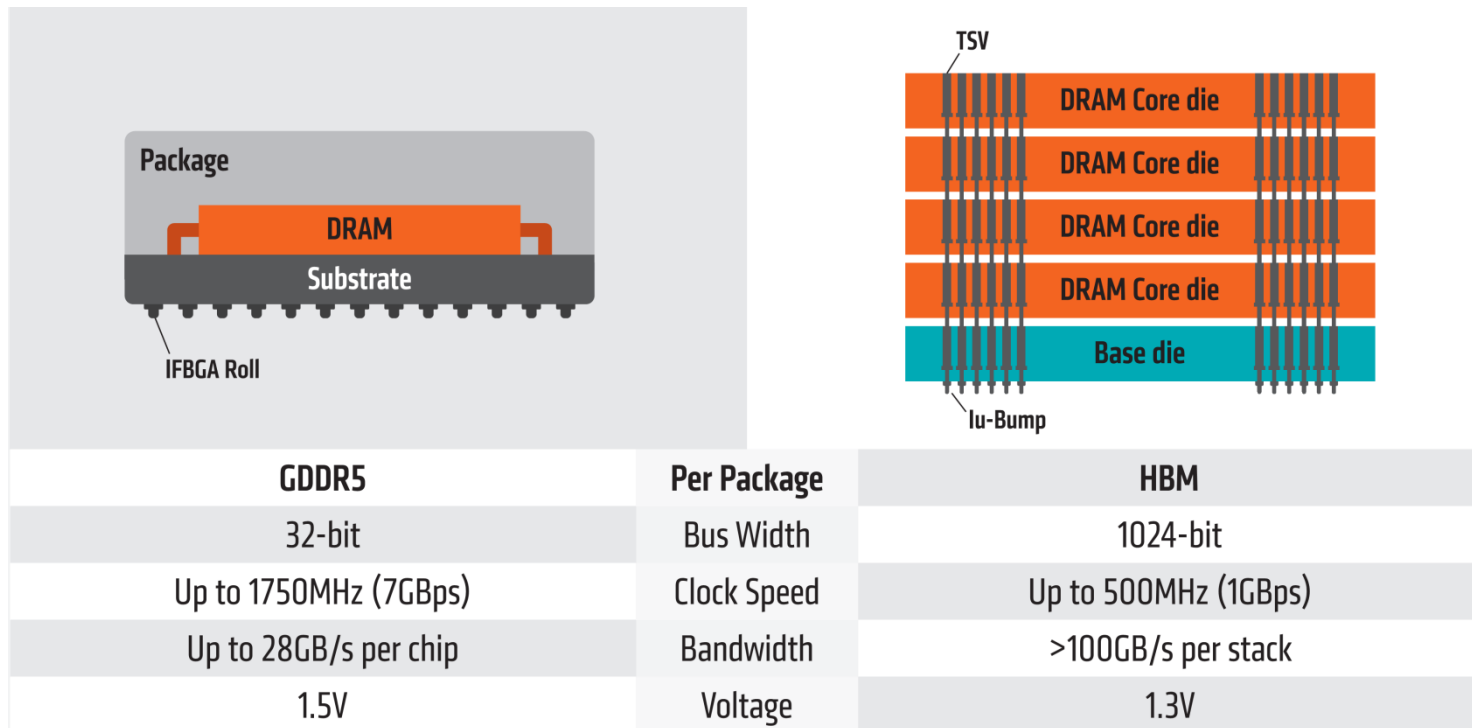 Package
DRAM
Substrate
IFBGA Roll
TSV
DRAM Core die
DRAM Core die
DRAM Core die
DRAM Core die
Base die
lu-Bump
GDDR5 Per Package HBM
32-bit Bus Width 1024-bit
Up to 1750MHz (7GBps) Clock Speed Up to 500MHz (1GBps)
Up to 28GB/s per chip Bandwidth >100GB/s per stack
1.5V Voltage 1.3V